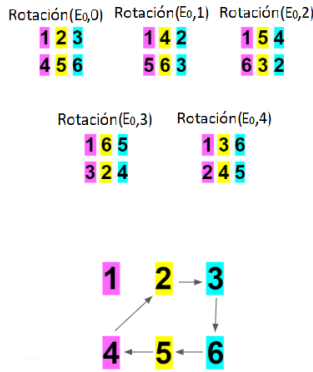 Rotación(E₀,0) Rotación(E₀,1) Rotación(E₀,2)
1 2 3 1 4 2 1 5 4
4 5 6 5 6 3 6 3 2
Rotación(E₀,3) Rotación(E₀,4)
1 6 5 1 3 6
3 2 4 2 4 5
1 2 3
4 5 6